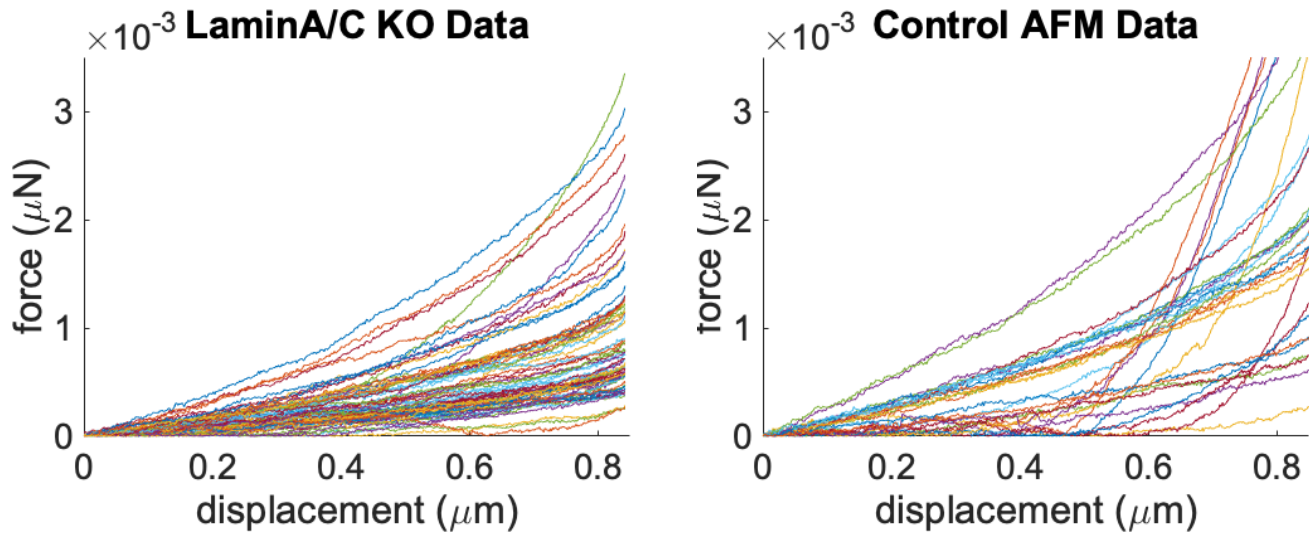 LaminA/C KO Data
×10⁻³
3
2
1
0
force (μN)
0 0.2 0.4 0.6 0.8
displacement (μm)
Control AFM Data
×10⁻³
3
2
1
0
force (μN)
0 0.2 0.4 0.6 0.8
displacement (μm)